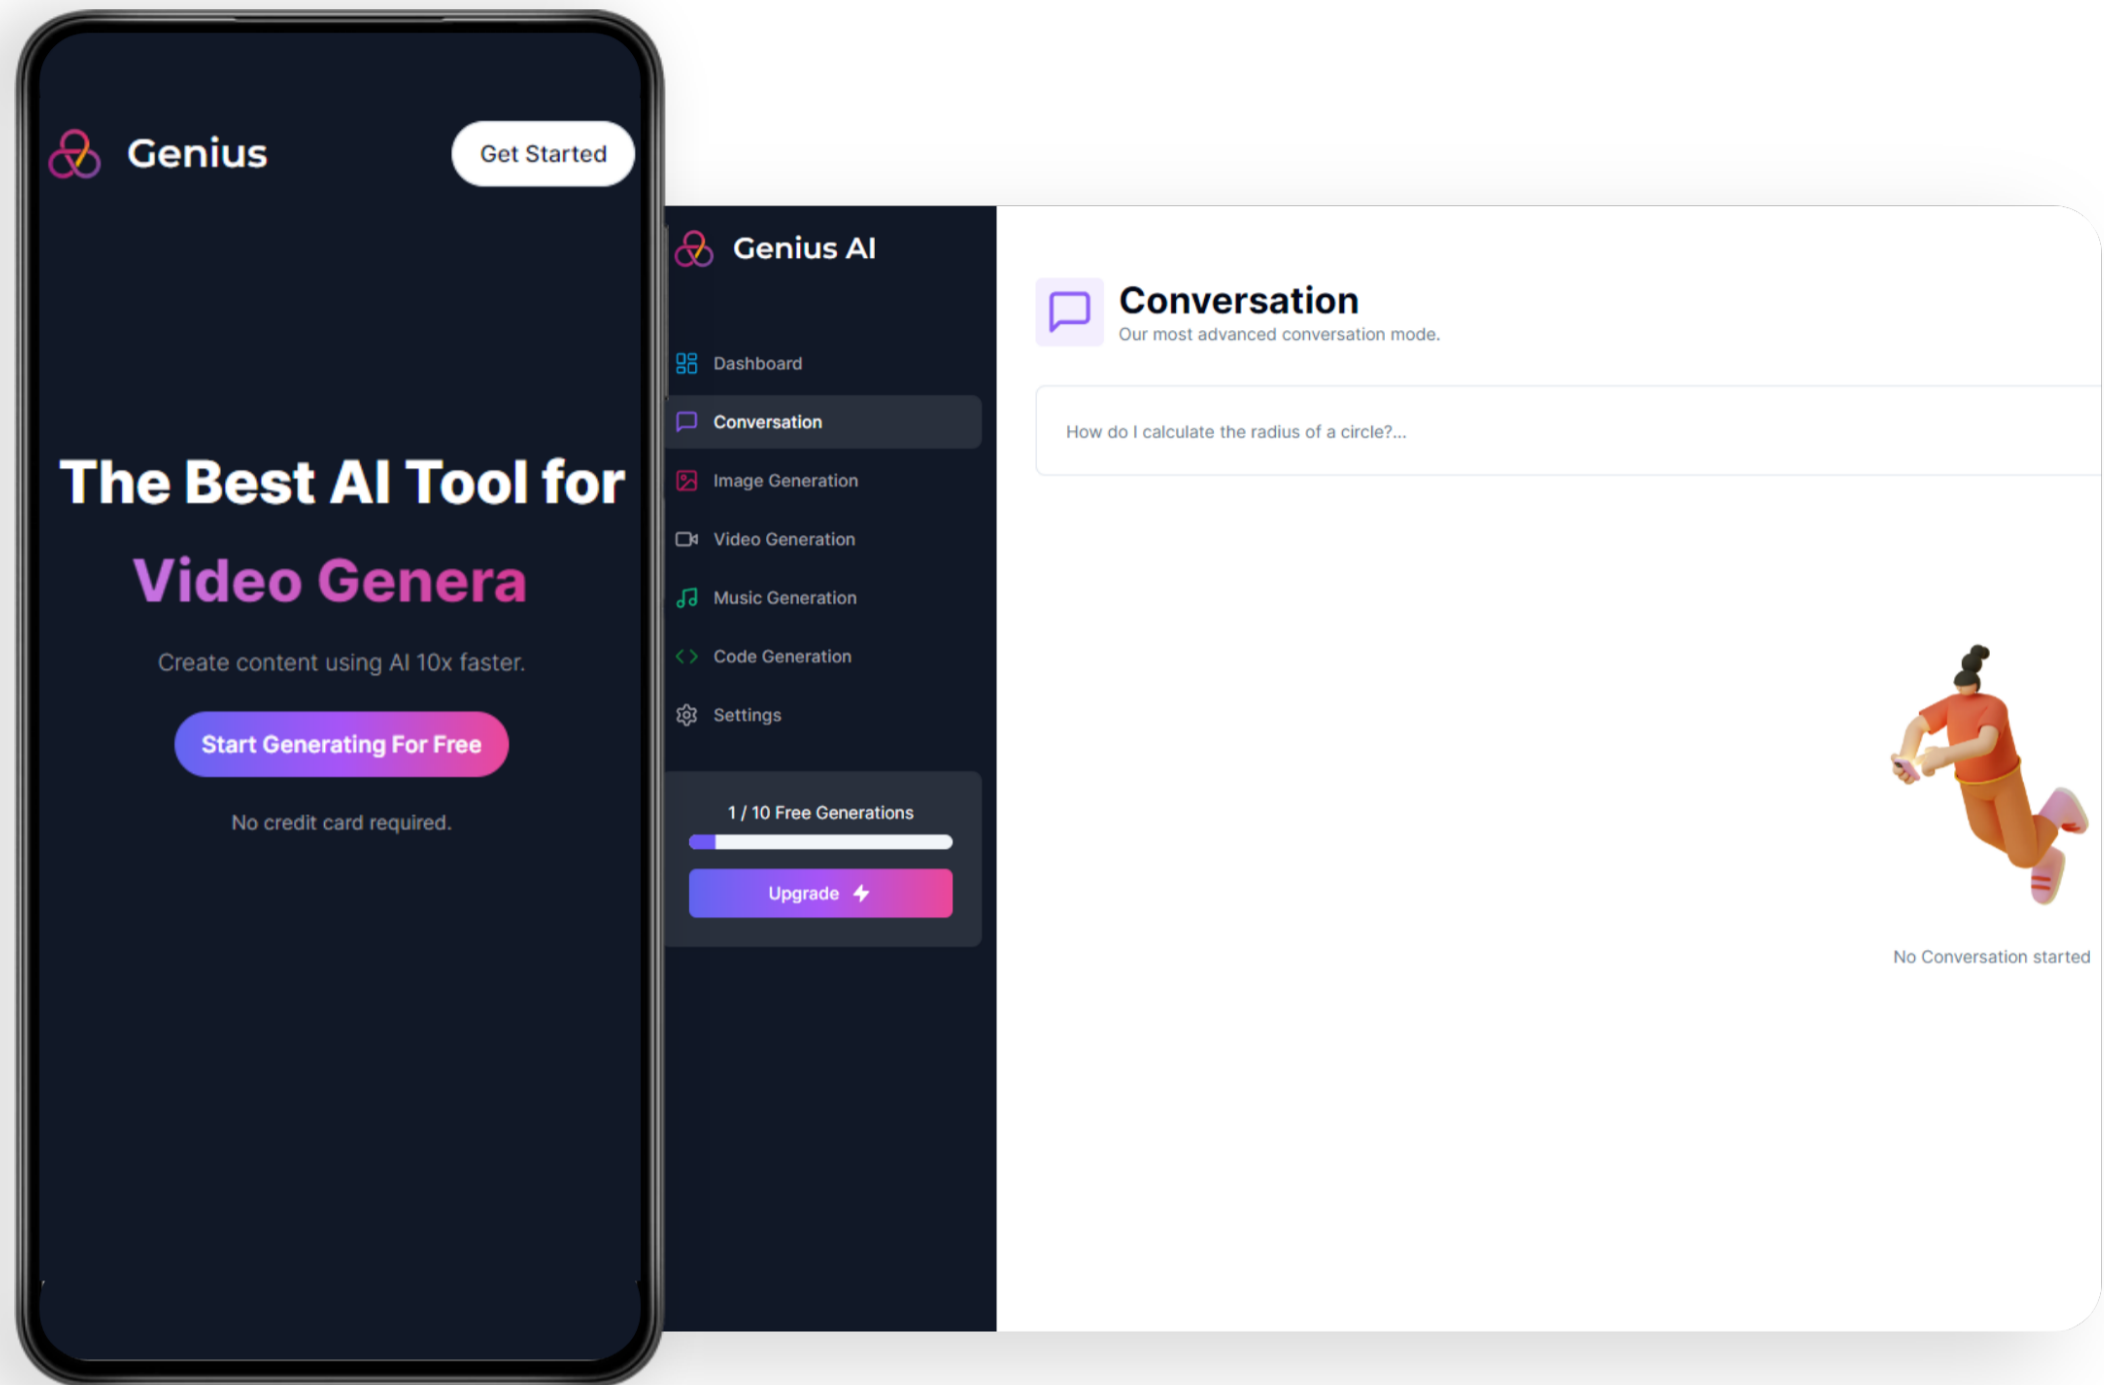 Genius
Get Started
The Best AI Tool for
Video Genera
Create content using AI 10x faster.
Start Generating For Free
No credit card required.
Genius AI
Dashboard
Conversation
Image Generation
Video Generation
Music Generation
Code Generation
Settings
1 / 10 Free Generations
Upgrade
Conversation
Our most advanced conversation mode.
How do I calculate the radius of a circle?...
No Conversation started